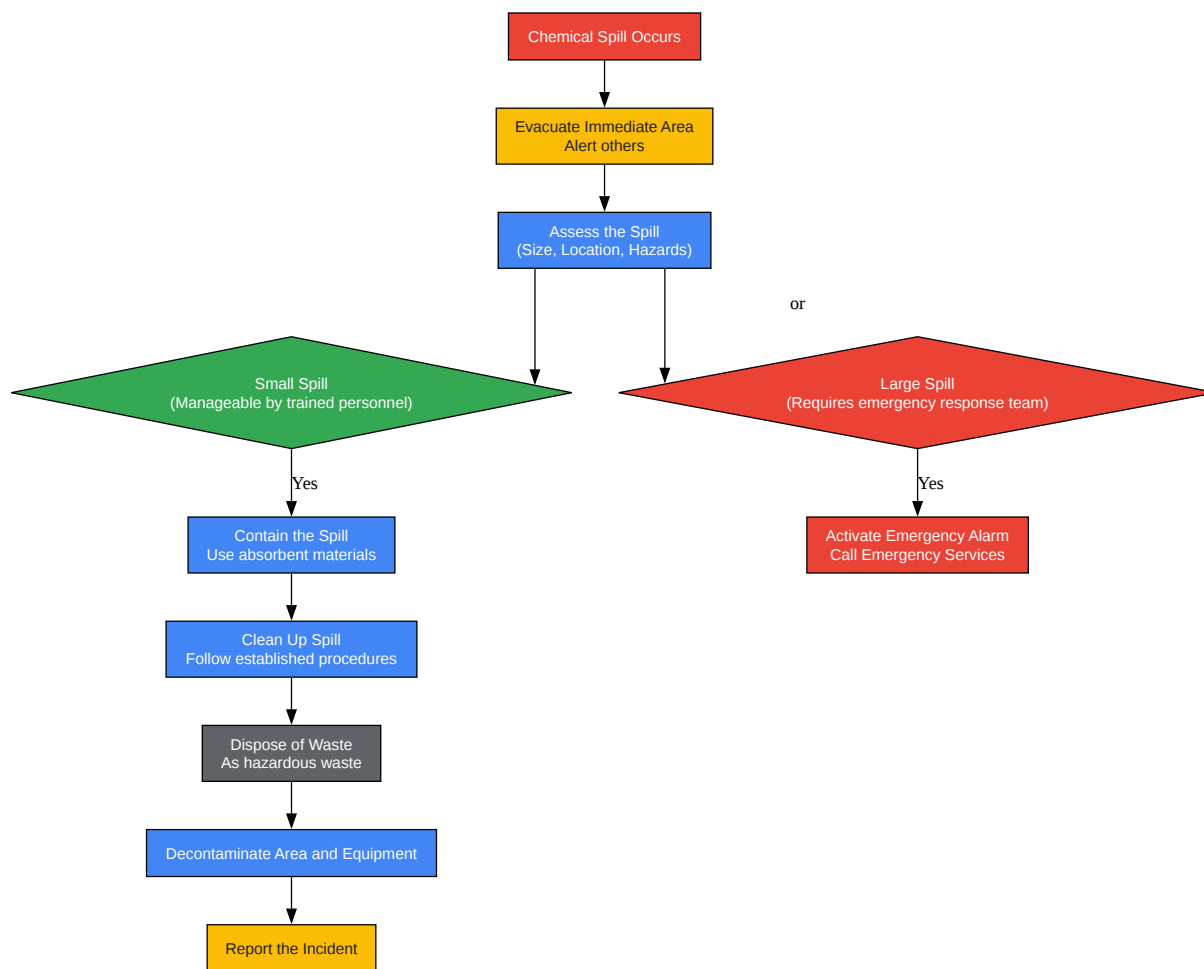 Chemical Spill Occurs
Evacuate Immediate Area
Alert others
Assess the Spill
(Size, Location, Hazards)
or
Small Spill
(Manageable by trained personnel)
Large Spill
(Requires emergency response team)
Yes
Yes
Contain the Spill
Use absorbent materials
Activate Emergency Alarm
Call Emergency Services
Clean Up Spill
Follow established procedures
Dispose of Waste
As hazardous waste
Decontaminate Area and Equipment
Report the Incident